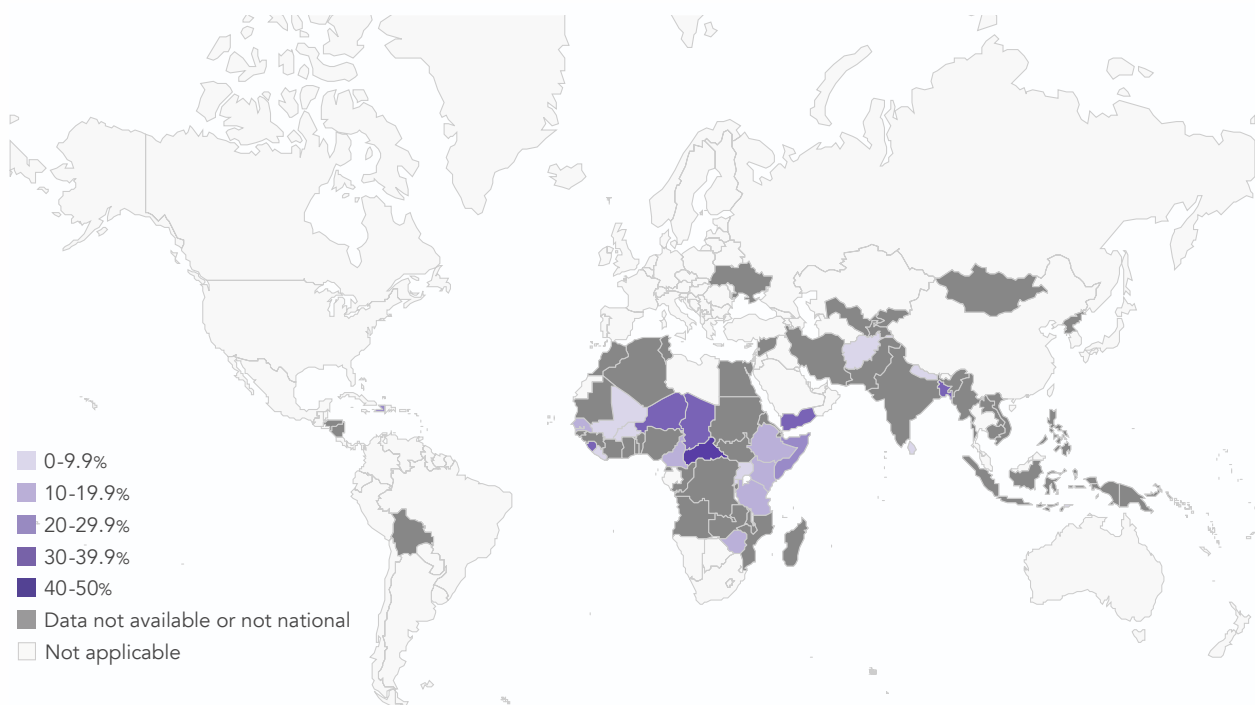 0-9.9%
10-19.9%
20-29.9%
30-39.9%
40-50%
Data not available or not national
Not applicable